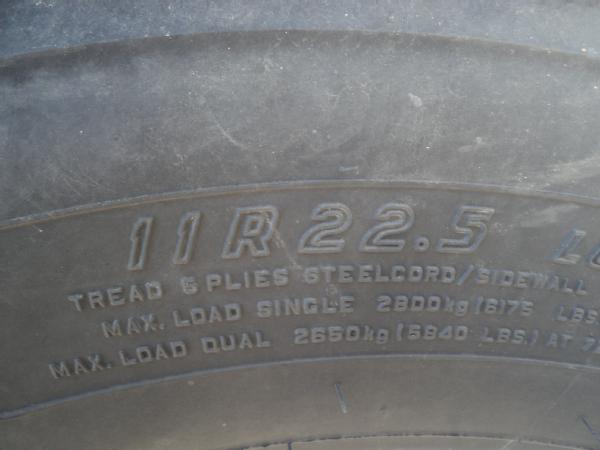 11R22.5
TREAD 5 PLIES STEELCORD/SIDEWALL
MAX. LOAD SINGLE 2800kg (6175 LBS.
MAX. LOAD DUAL 2650kg (5840 LBS.) AT